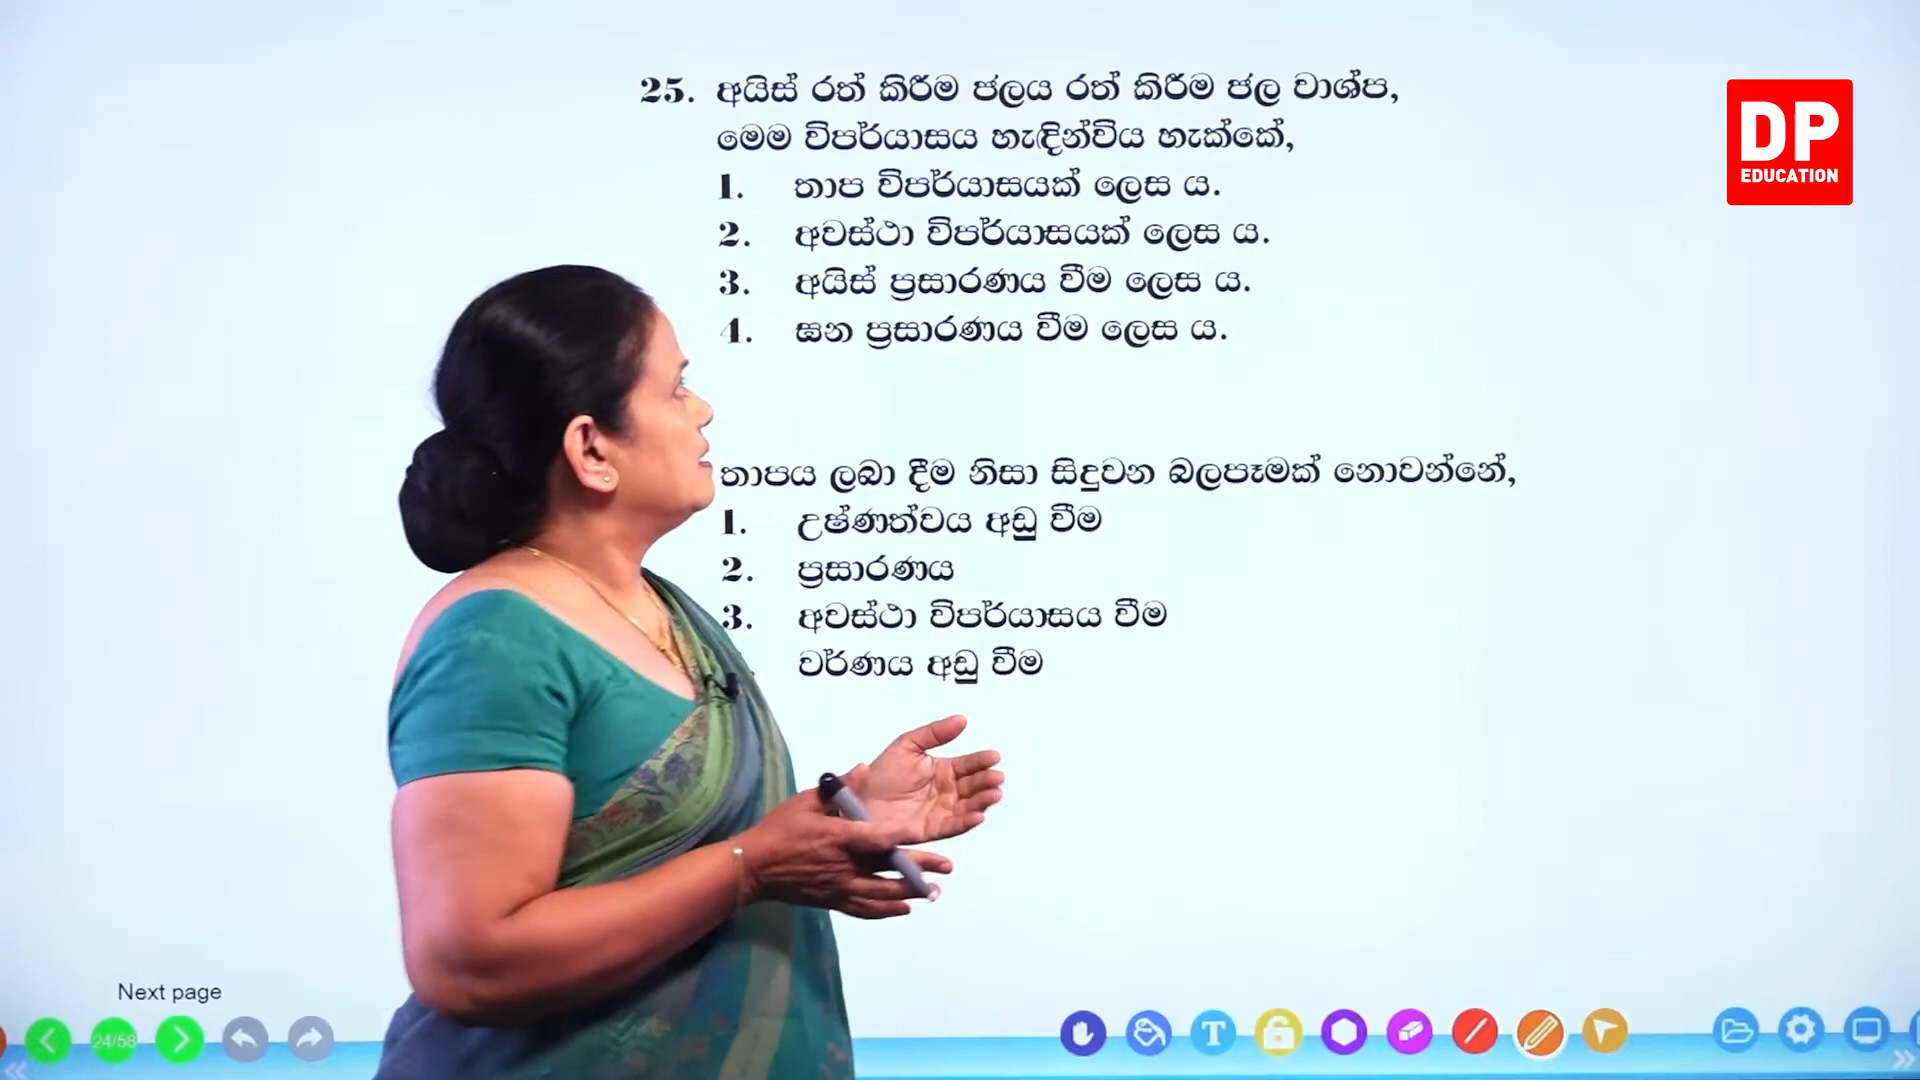 25. අයිස් රත් කිරීම ජලය රත් කිරීම ජල වාශ්ප,
මෙම විපර්යාසය හැඳින්විය හැක්කේ,
1. තාප විපර්යාසයක් ලෙස ය.
2. අවස්ථා විපර්යාසයක් ලෙස ය.
3. අයිස් ප්‍රසාරණය වීම ලෙස ය.
4. ඝන ප්‍රසාරණය වීම ලෙස ය.
තාපය ලබා දීම නිසා සිදුවන බලපෑමක් නොවන්නේ,
1. උෂ්ණත්වය අඩු වීම
2. ප්‍රසාරණය
3. අවස්ථා විපර්යාසය වීම
වර්ණය අඩු වීම
DP
EDUCATION
Next page
24/58
T